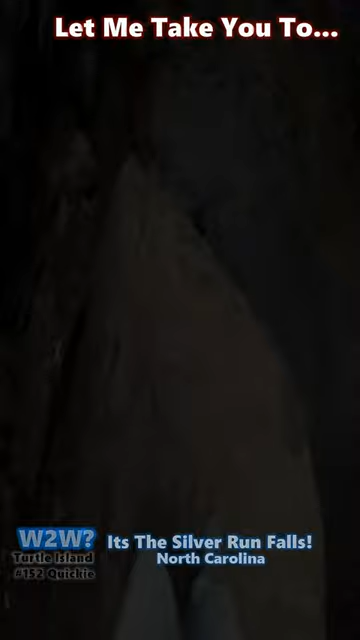 Let Me Take You To...
W2W?
Turtle Island
#152 Quickie
Its The Silver Run Falls!
North Carolina